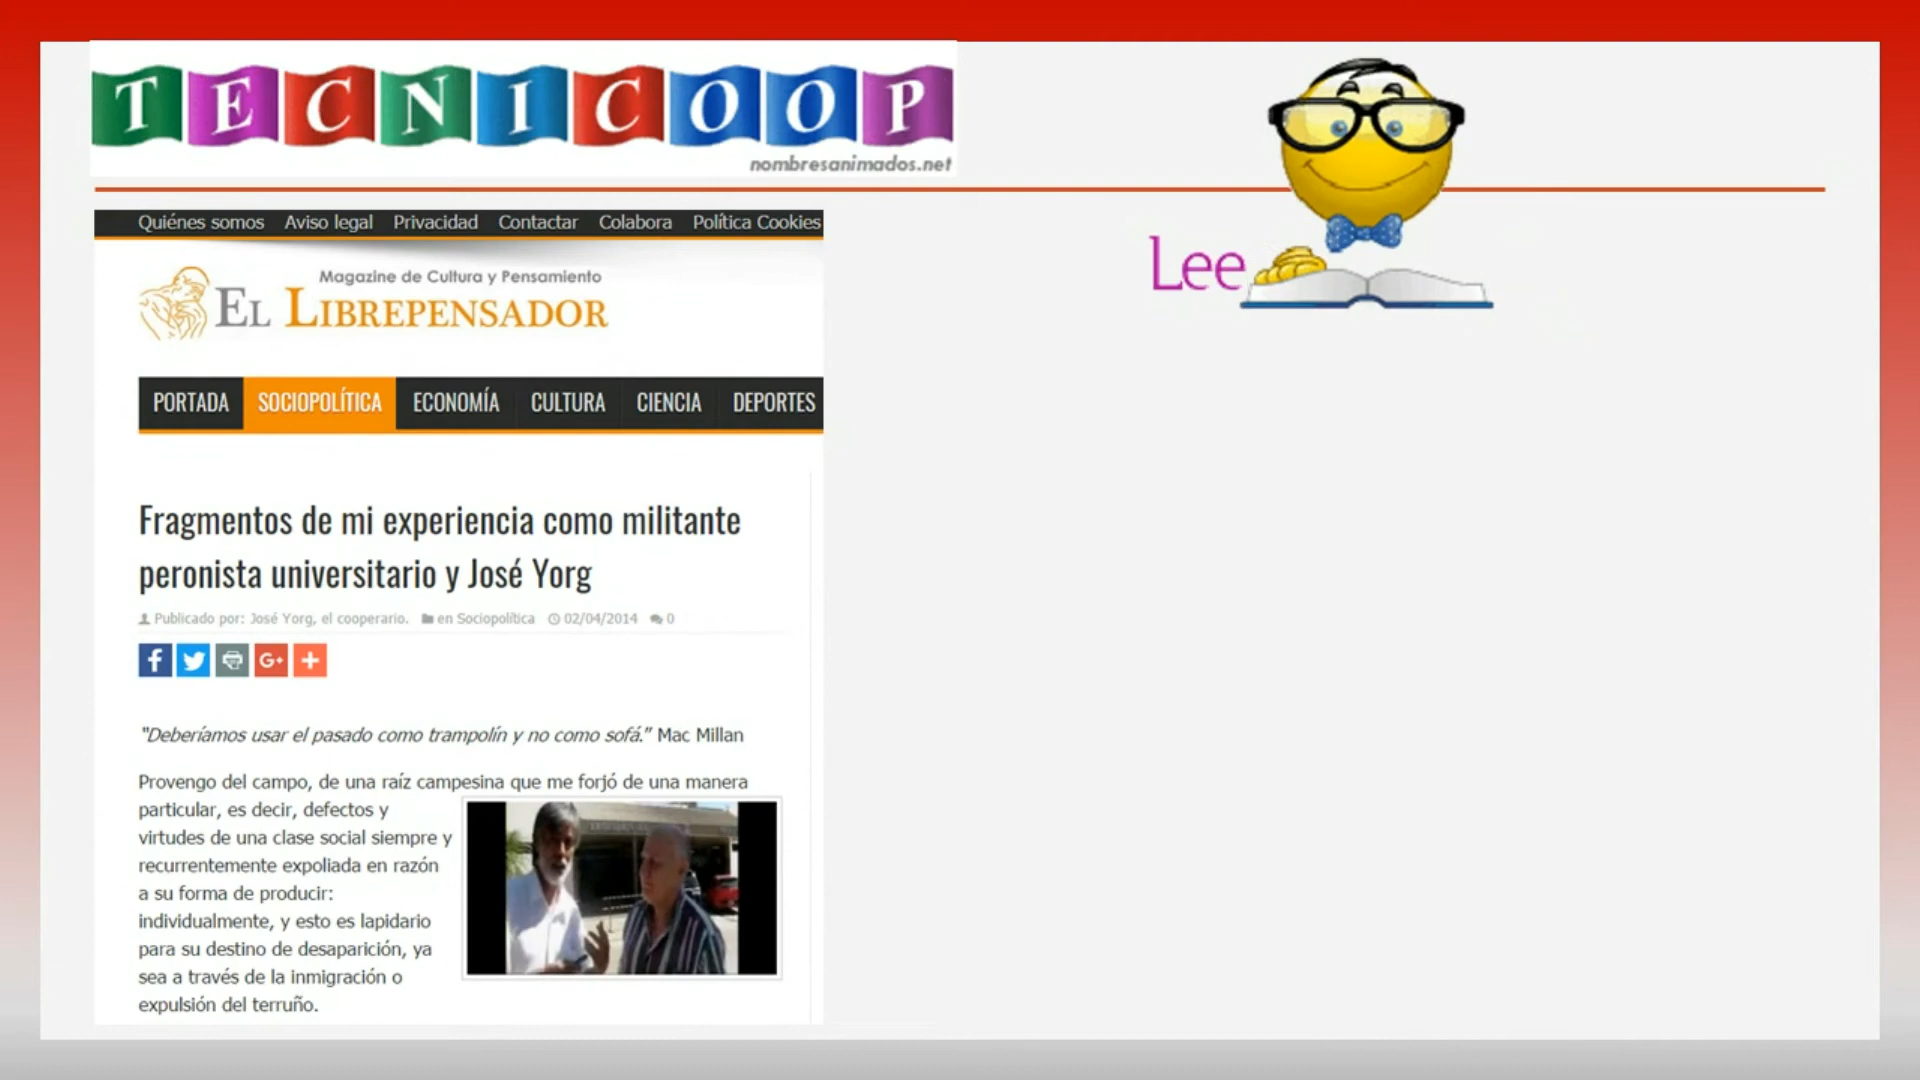 TECNICOOP
nombresanimados.net
Lee
Quiénes somos Aviso legal Privacidad Contactar Colabora Política Cookies
Magazine de Cultura y Pensamiento
EL LIBREPENSADOR
PORTADA SOCIOPOLÍTICA ECONOMÍA CULTURA CIENCIA DEPORTES
Fragmentos de mi experiencia como militante
peronista universitario y José Yorg
Publicado por: José Yorg, el cooperario. en Sociopolítica 02/04/2014 0
"Deberíamos usar el pasado como trampolín y no como sofá." Mac Millan
Provengo del campo, de una raíz campesina que me forjó de una manera
particular, es decir, defectos y
virtudes de una clase social siempre y
recurrentemente expoliada en razón
a su forma de producir:
individualmente, y esto es lapidario
para su destino de desaparición, ya
sea a través de la inmigración o
expulsión del terruño.